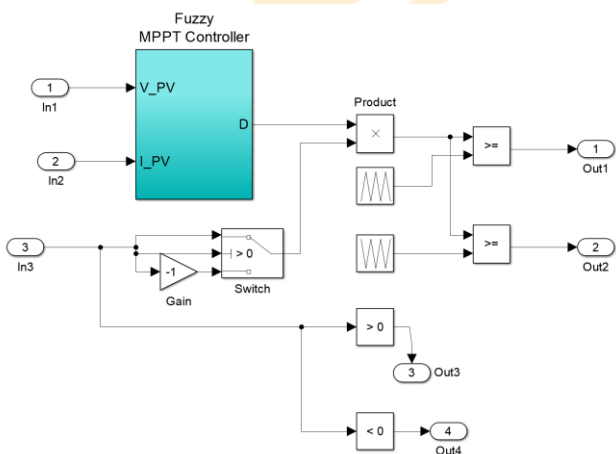 Fuzzy
MPPT Controller
1
In1
V_PV
D
2
In2
I_PV
Product
×
>=
1
Out1
3
In3
-1
Gain
> 0
Switch
>=
2
Out2
> 0
3
Out3
< 0
4
Out4